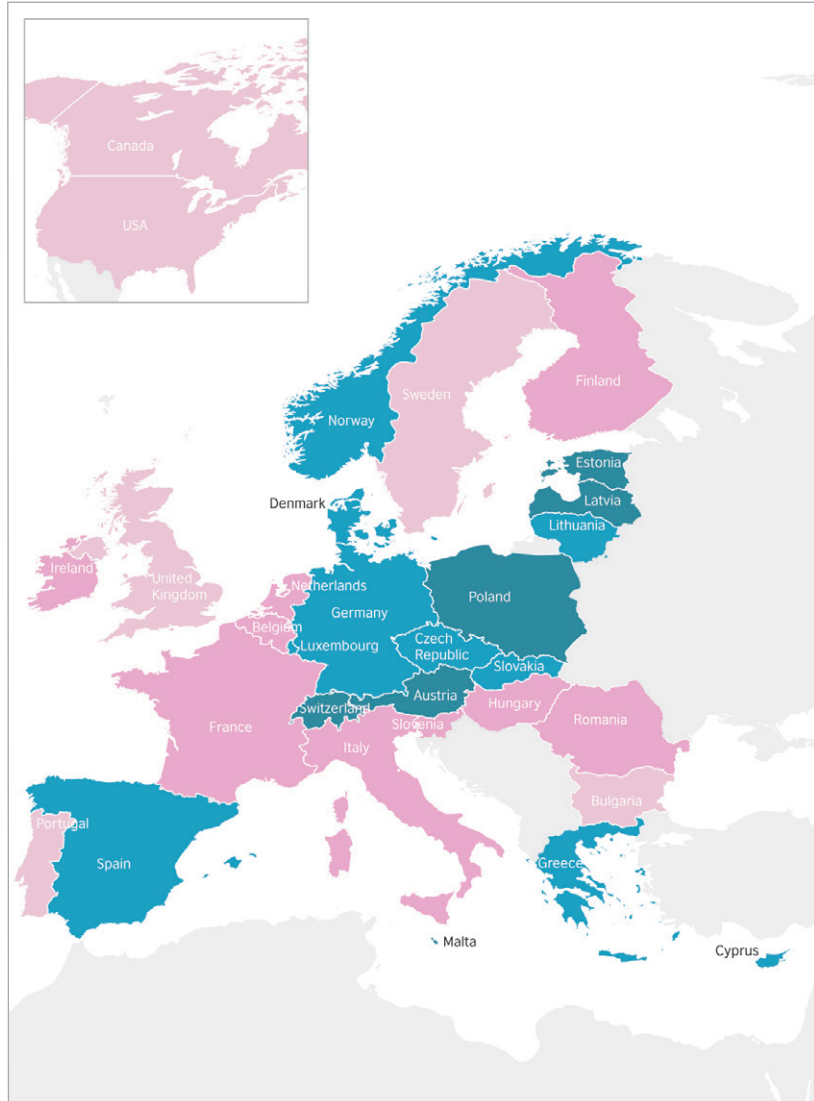 Canada
USA
Finland
Sweden
Norway
Estonia
Denmark
Latvia
Lithuania
Ireland
United
Kingdom
Netherlands
Germany
Poland
Belgium
Luxembourg
Czech
Republic
Slovakia
Austria
Switzerland
Hungary
France
Slovenia
Romania
Italy
Bulgaria
Portugal
Spain
Greece
Malta
Cyprus